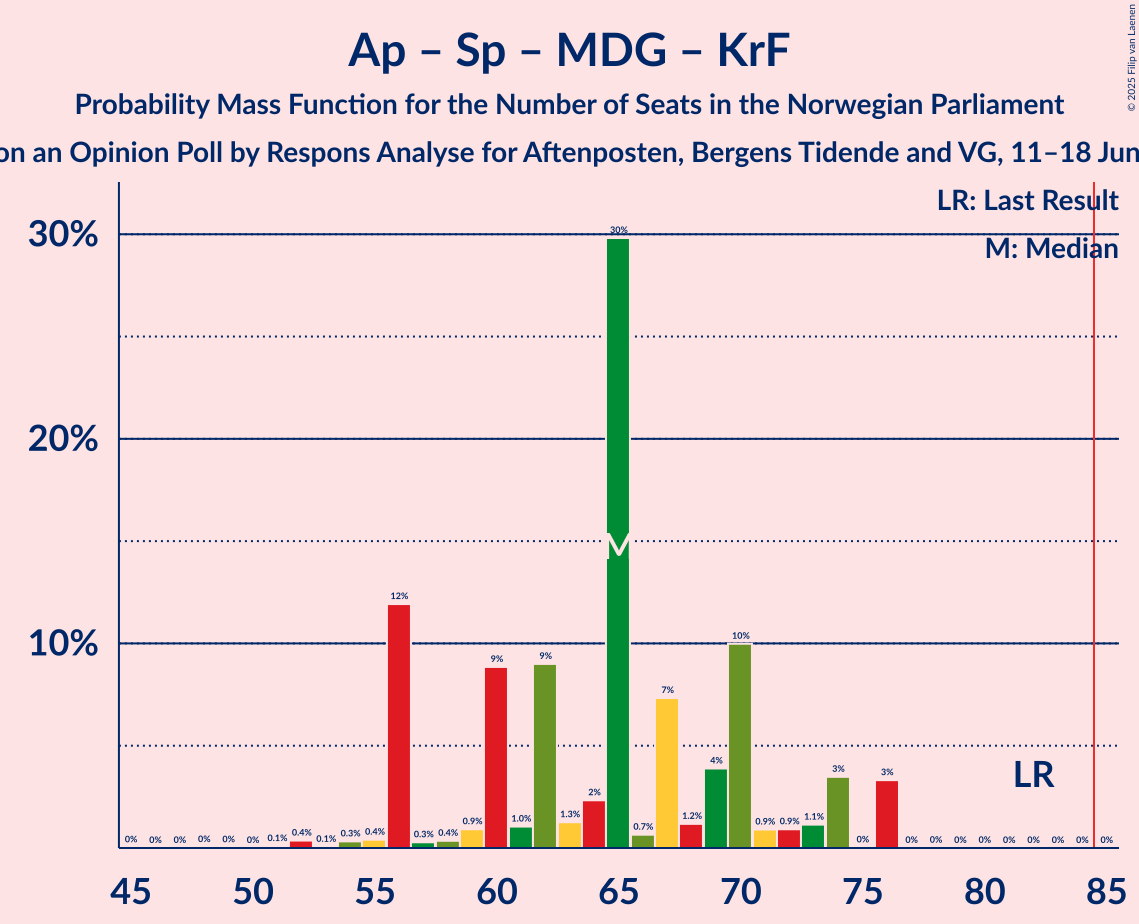 Ap – Sp – MDG – KrF
Probability Mass Function for the Number of Seats in the Norwegian Parliament
on an Opinion Poll by Respons Analyse for Aftenposten, Bergens Tidende and VG, 11–18 Jun
© 2025 Filip van Laenen
LR: Last Result
M: Median
30%
20%
10%
0% 0% 0% 0% 0% 0% 0.1% 0.4% 0.1% 0.3% 0.4% 12% 0.3% 0.4% 0.9% 9% 1.0% 9% 1.3% 2% 30% 0.7% 7% 1.2% 4% 10% 0.9% 0.9% 1.1% 3% 0% 3% 0% 0% 0% 0% 0% 0% 0% 0% 0%
M
LR
45 50 55 60 65 70 75 80 85